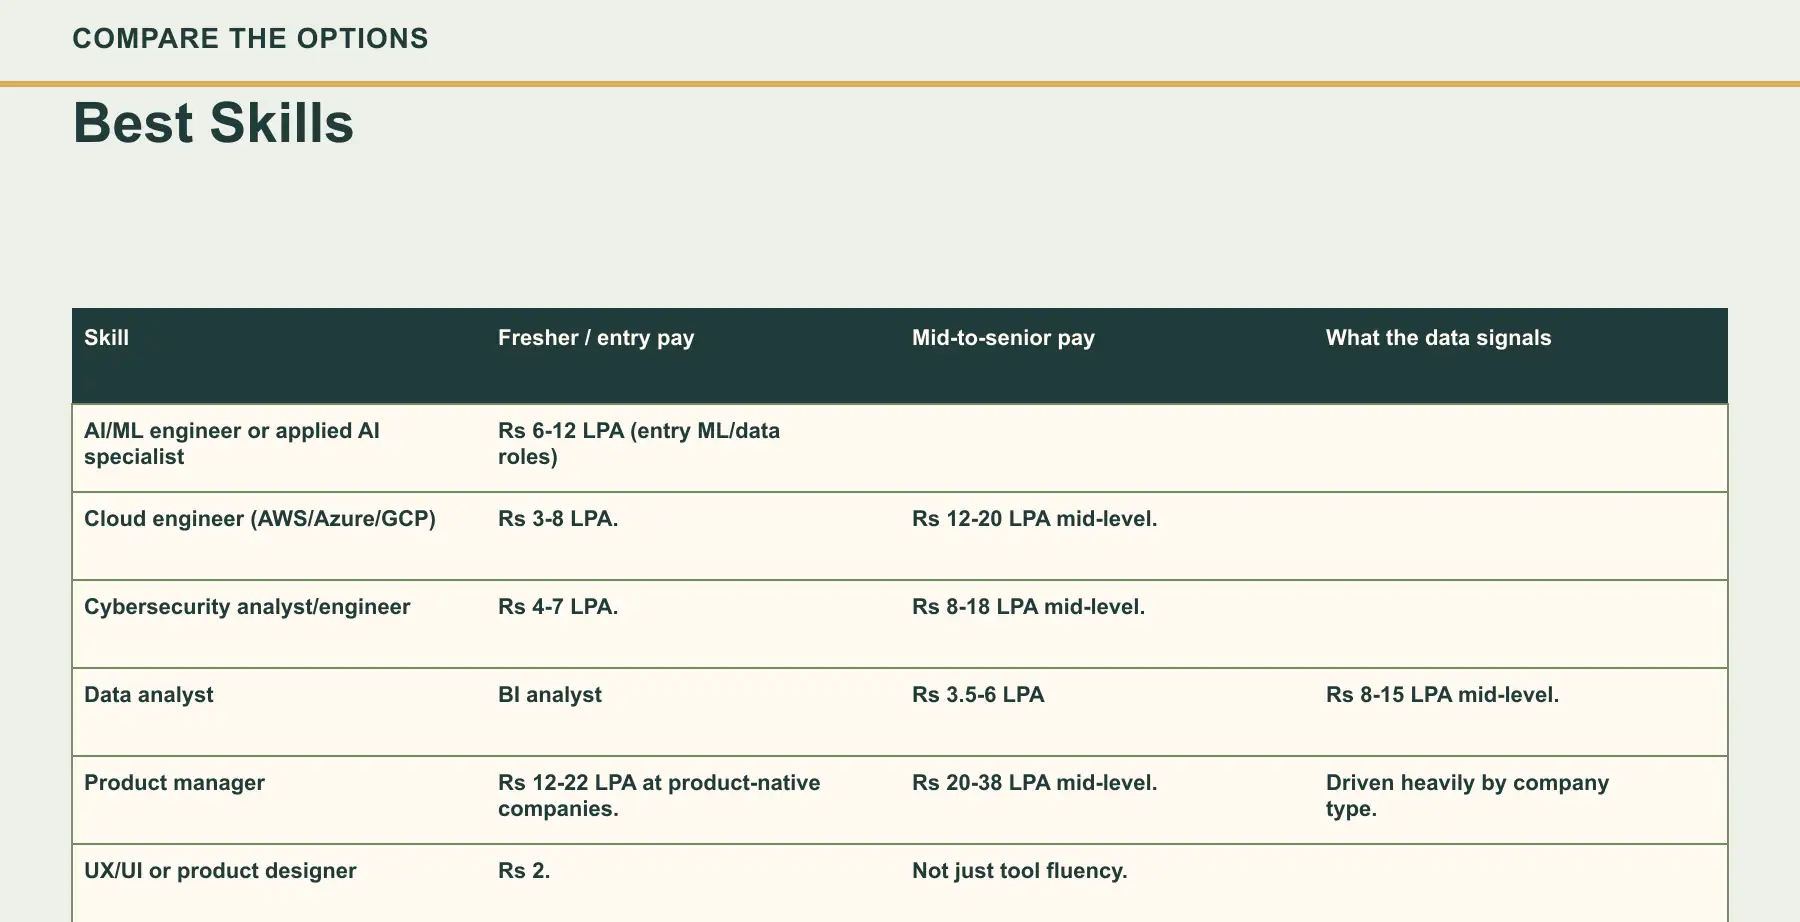 COMPARE THE OPTIONS
Best Skills
Skill Fresher / entry pay Mid-to-senior pay What the data signals
AI/ML engineer or applied AI specialist Rs 6-12 LPA (entry ML/data roles)
Cloud engineer (AWS/Azure/GCP) Rs 3-8 LPA. Rs 12-20 LPA mid-level.
Cybersecurity analyst/engineer Rs 4-7 LPA. Rs 8-18 LPA mid-level.
Data analyst BI analyst Rs 3.5-6 LPA Rs 8-15 LPA mid-level.
Product manager Rs 12-22 LPA at product-native companies. Rs 20-38 LPA mid-level. Driven heavily by company type.
UX/UI or product designer Rs 2. Not just tool fluency.